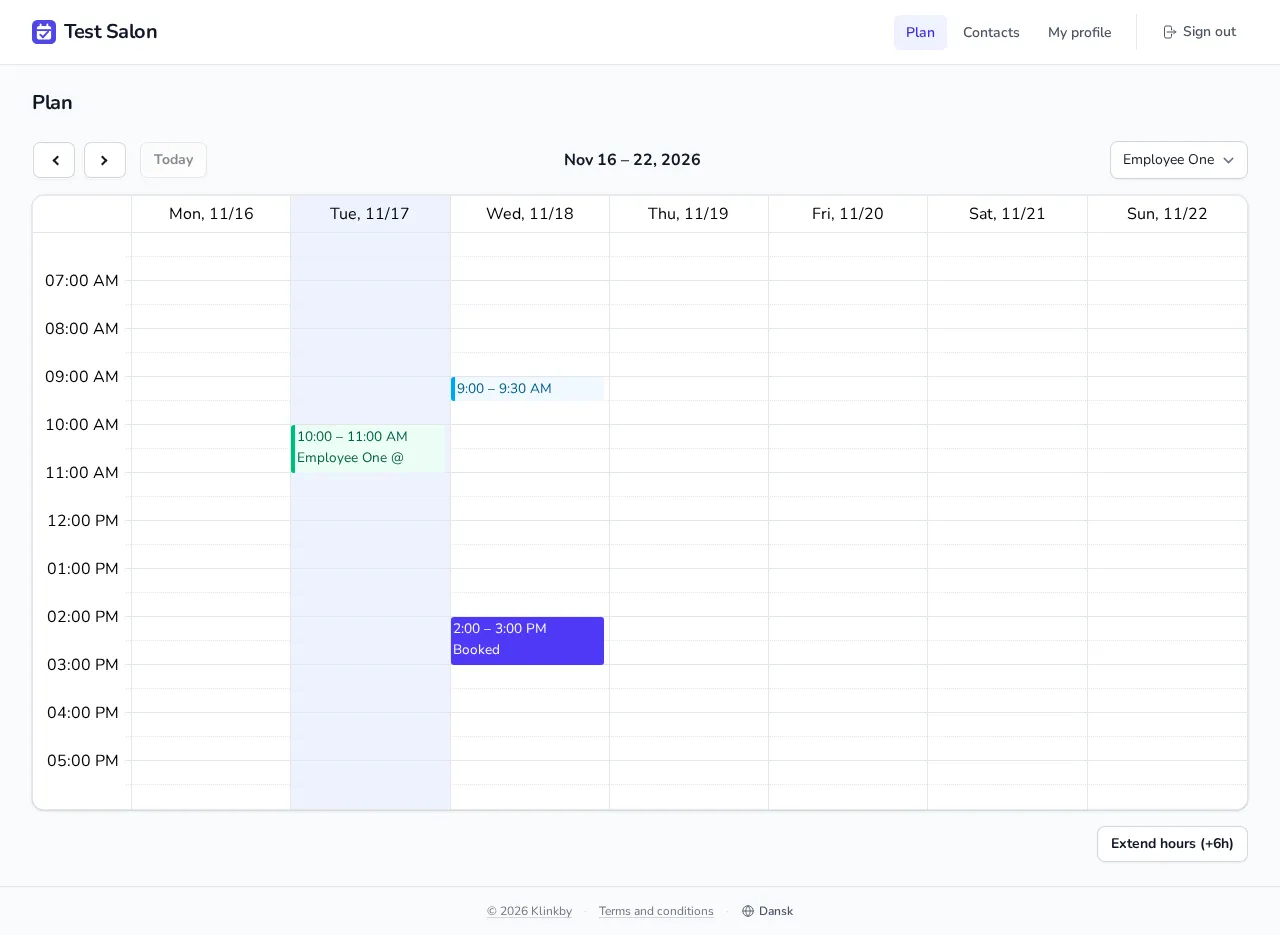 Test Salon
Plan
Contacts
My profile
Sign out
Plan
Today
Nov 16 – 22, 2026
Employee One
Mon, 11/16
Tue, 11/17
Wed, 11/18
Thu, 11/19
Fri, 11/20
Sat, 11/21
Sun, 11/22
07:00 AM
08:00 AM
09:00 AM
9:00 – 9:30 AM
10:00 AM
10:00 – 11:00 AM
Employee One @
11:00 AM
12:00 PM
01:00 PM
02:00 PM
2:00 – 3:00 PM
Booked
03:00 PM
04:00 PM
05:00 PM
Extend hours (+6h)
© 2026 Klinkby · Terms and conditions · Dansk